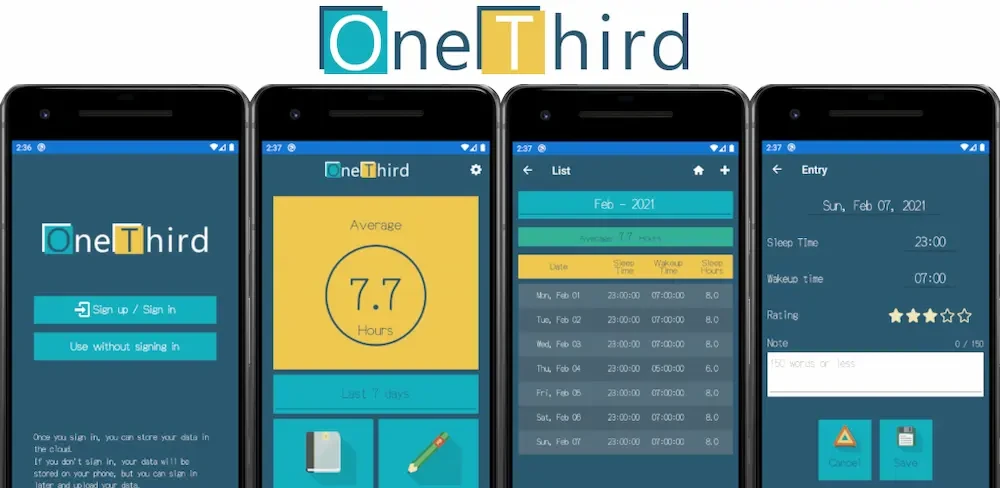 OneThird
2:36
OneThird
Sign up / Sign in
Use without signing in
Once you sign in, you can store your data in
the cloud.
If you don't sign in, your data will be
stored on your phone, but you can sign in
later and upload your data.
2:37
OneThird
Average
7.7
Hours
Last 7 days
2:37
List
Feb - 2021
Average 7.7 Hours
Date Sleep Time Wakeup Time Sleep Hours
Mon, Feb 01 23:00:00 07:00:00 8.0
Tue, Feb 02 23:00:00 07:00:00 8.0
Wed, Feb 03 23:00:00 07:00:00 8.0
Thu, Feb 04 23:00:00 05:00:00 6.0
Fri, Feb 05 23:00:00 07:00:00 8.0
Sat, Feb 06 23:00:00 07:00:00 8.0
Sun, Feb 07 23:00:00 07:00:00 8.0
2:37
Entry
Sun, Feb 07, 2021
Sleep Time 23:00
Wakeup time 07:00
Rating
Note 0 / 150
150 words or less
Cancel
Save